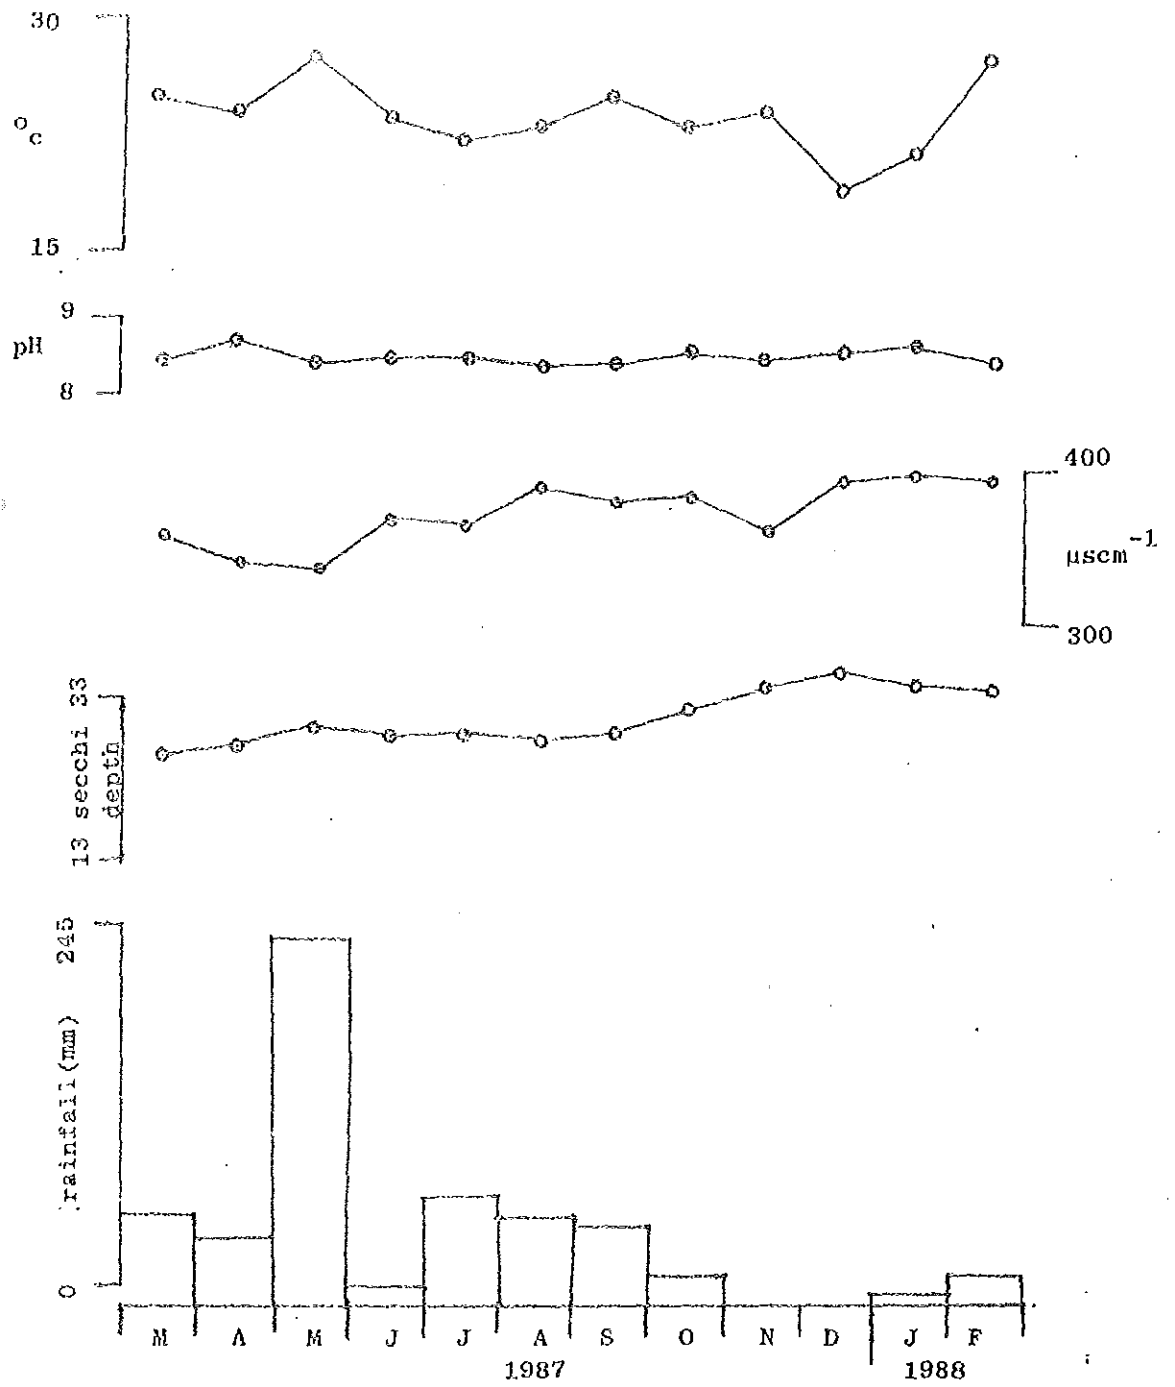 30
°c
15
9
pH
8
400
µscm⁻¹
300
13 secchi 33
depth
rainfall(mm) 245
0
M A M J J A S O N D J F
1987 1988